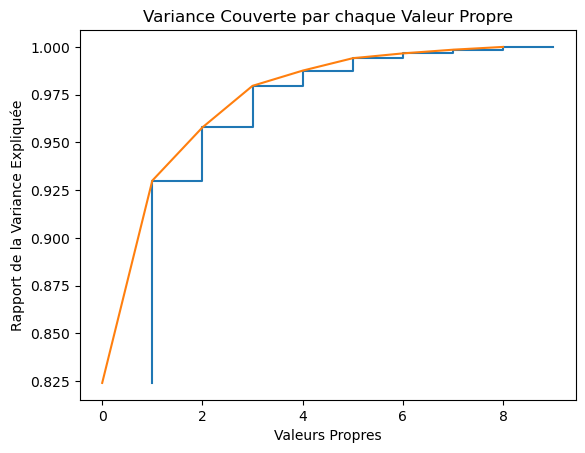 Variance Couverte par chaque Valeur Propre
Rapport de la Variance Expliquée
1.000
0.975
0.950
0.925
0.900
0.875
0.850
0.825
0 2 4 6 8
Valeurs Propres